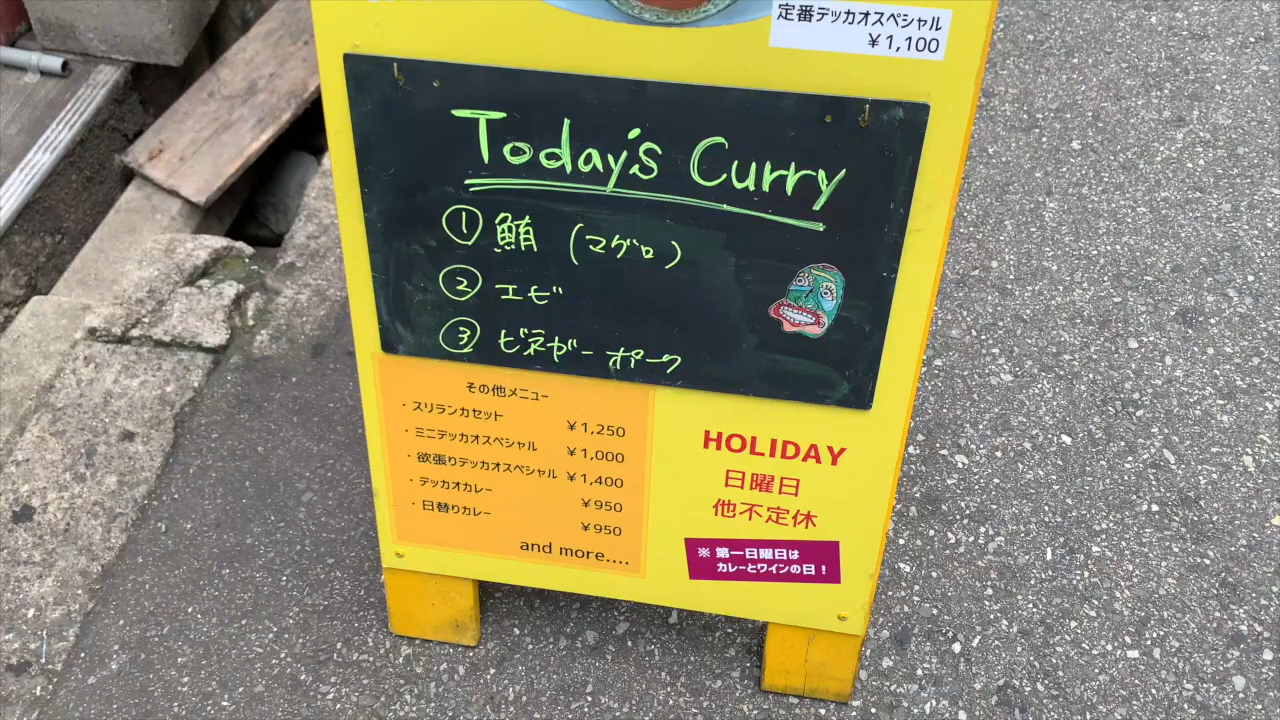 定番デッカオスペシャル
￥1,100
Today's Curry
① 鮪 (マグロ)
② エビ
③ ビネガーポーク
その他メニュー
・スリランカセット ￥1,250
・ミニデッカオスペシャル ￥1,000
・欲張りデッカオスペシャル ￥1,400
・デッカオカレー ￥950
・日替りカレー ￥950
and more....
HOLIDAY
日曜日
他不定休
※ 第一日曜日は
カレーとワインの日！